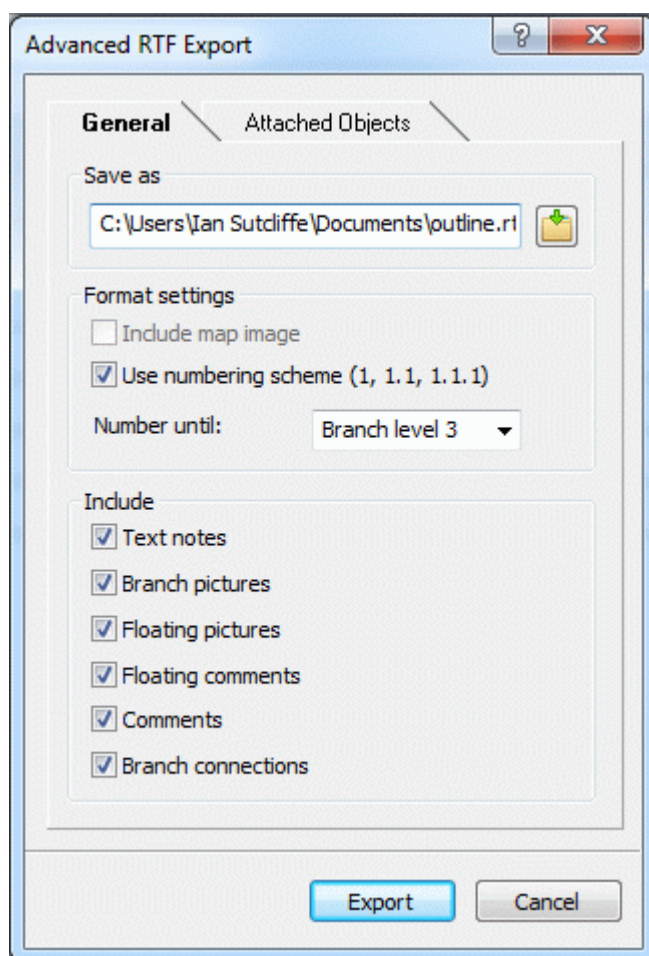 Advanced RTF Export
?
General Attached Objects
Save as
C:\Users\Ian Sutcliffe\Documents\outline.rt
Format settings
Include map image
Use numbering scheme (1, 1.1, 1.1.1)
Number until: Branch level 3
Include
Text notes
Branch pictures
Floating pictures
Floating comments
Comments
Branch connections
Export Cancel